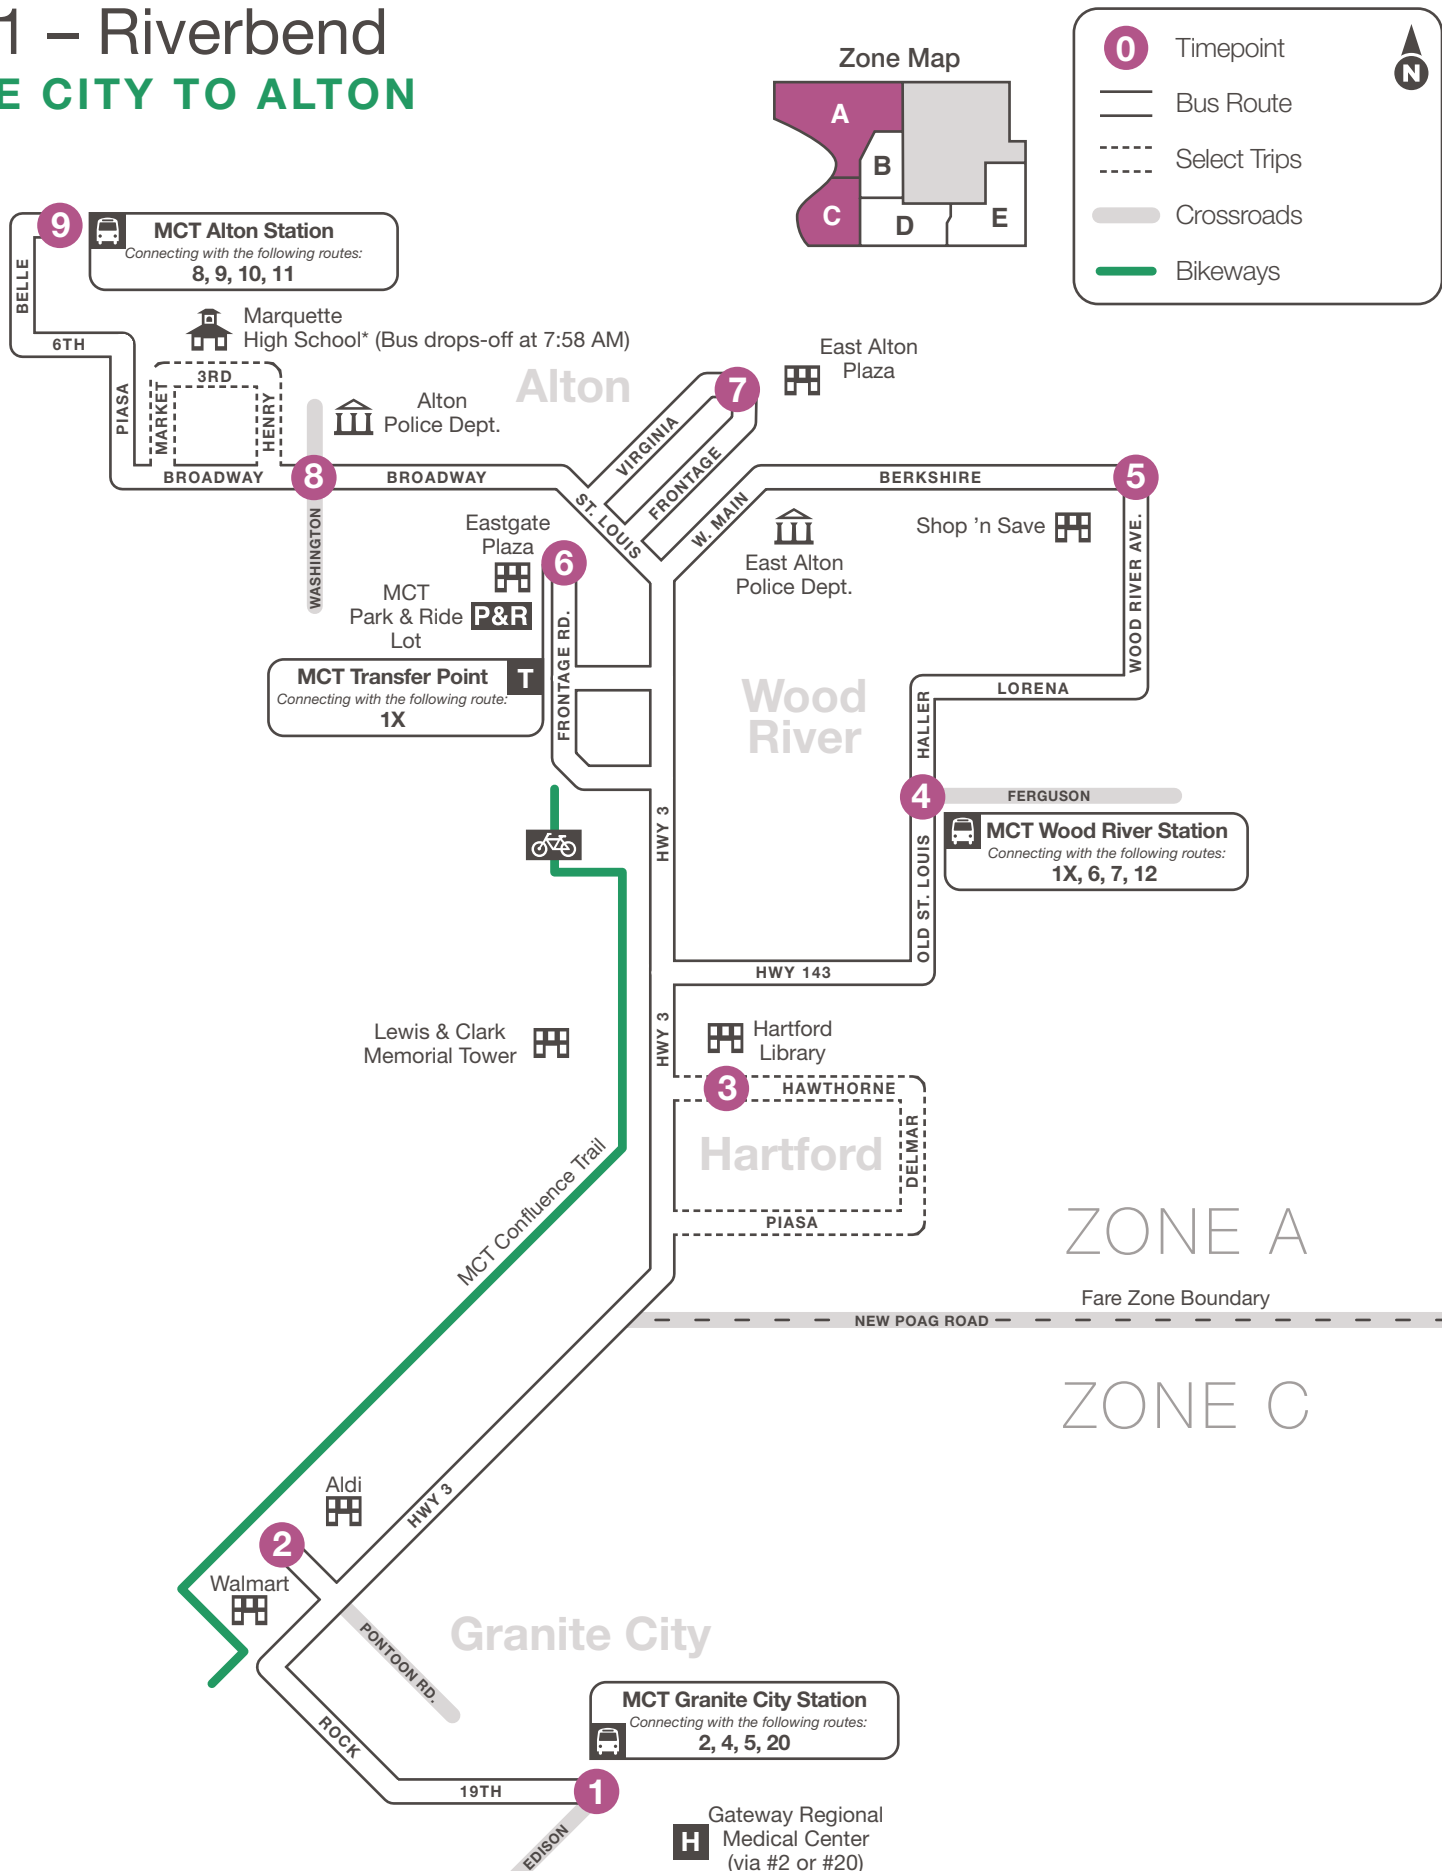 1 – Riverbend
E CITY TO ALTON
Zone Map
A
B
C
D
E
0 Timepoint
N
Bus Route
Select Trips
Crossroads
Bikeways
9
MCT Alton Station
Connecting with the following routes:
8, 9, 10, 11
BELLE
6TH
PIASA
Marquette
High School* (Bus drops-off at 7:58 AM)
3RD
MARKET
HENRY
Alton
Alton
Police Dept.
East Alton
Plaza
7
VIRGINIA
FRONTAGE
BROADWAY
8
BROADWAY
WASHINGTON
ST. LOUIS
W. MAIN
BERKSHIRE
5
Shop ’n Save
WOOD RIVER AVE.
East Alton
Police Dept.
Eastgate
Plaza
6
MCT
Park & Ride
Lot
P&R
MCT Transfer Point
T
Connecting with the following route:
1X
FRONTAGE RD.
Wood
River
LORENA
HALLER
4
FERGUSON
MCT Wood River Station
Connecting with the following routes:
1X, 6, 7, 12
OLD ST. LOUIS
HWY 3
HWY 143
HWY 3
Lewis & Clark
Memorial Tower
Hartford
Library
3
HAWTHORNE
DELMAR
Hartford
PIASA
MCT Confluence Trail
ZONE A
Fare Zone Boundary
NEW POAG ROAD
ZONE C
Aldi
HWY 3
2
Walmart
PONTOON RD.
Granite City
ROCK
MCT Granite City Station
Connecting with the following routes:
2, 4, 5, 20
19TH
1
EDISON
H
Gateway Regional
Medical Center
(via #2 or #20)